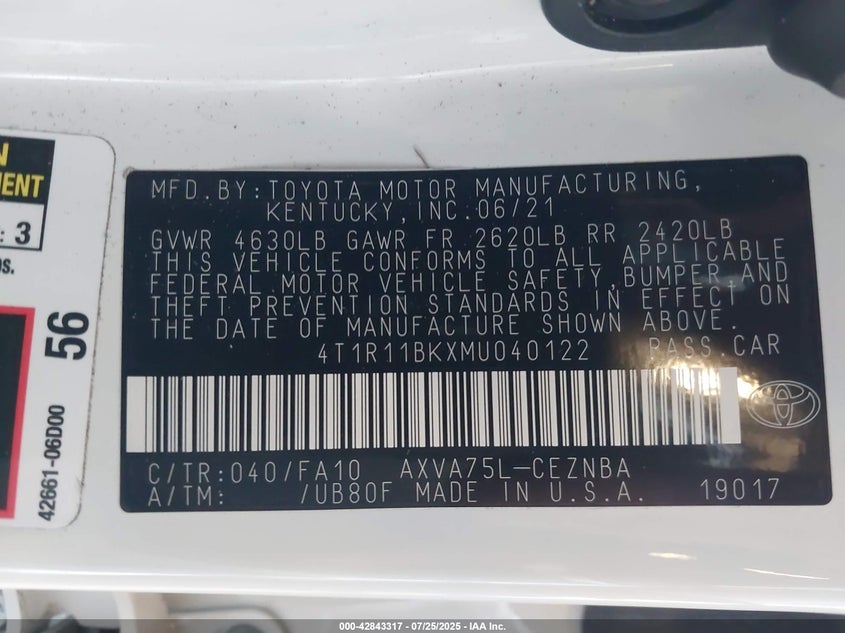 N
MENT
: 3
os.
56
42661-06D00
MFD.BY:TOYOTA MOTOR MANUFACTURING,
KENTUCKY,INC.06/21
GVWR 4630LB GAWR FR 2620LB RR 2420LB
THIS VEHICLE CONFORMS TO ALL APPLICABLE
FEDERAL MOTOR VEHICLE SAFETY,BUMPER,AND
THEFT PREVENTION STANDARDS IN EFFECT ON
THE DATE OF MANUFACTURE SHOWN ABOVE.
4T1R11BKXMU040122 PASS.CAR
C/TR:040/FA10 AXVA75L-CEZNBA
A/TM: /UB80F MADE IN U.S.A. 19017
000-42843317 / 07/25/2025 - IAA Inc.